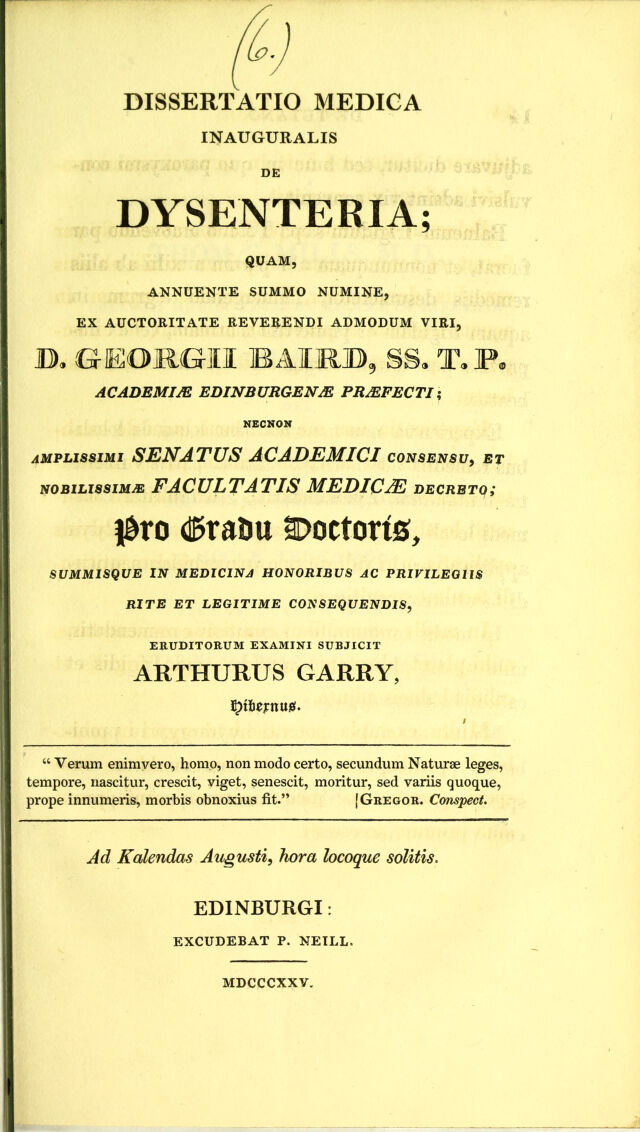 (6.)
DISSERTATIO MEDICA
INAUGURALIS
DE
DYSENTERIA;
QUAM,
ANNUENTE SUMMO NUMINE,
EX AUCTORITATE REVERENDI ADMODUM VIRI,
D. GEORGII BAIRD, SS. T. P.
ACADEMIÆ EDINBURGENÆ PRÆFECTI;
NECNON
AMPLISSIMI SENATUS ACADEMICI CONSENSU, ET
NOBILISSIMÆ FACULTATIS MEDICÆ DECRETO;
Pro Gradu Doctoris,
SUMMISQUE IN MEDICINA HONORIBUS AC PRIVILEGIIS
RITE ET LEGITIME CONSEQUENDIS,
ERUDITORUM EXAMINI SUBJICIT
ARTHURUS GARRY,
Hibernus.
“ Verum enimvero, homo, non modo certo, secundum Naturæ leges,
tempore, nascitur, crescit, viget, senescit, moritur, sed variis quoque,
prope innumeris, morbis obnoxius fit.” [GREGOR. Conspect.
Ad Kalendas Augusti, hora locoque solitis.
EDINBURGI:
EXCUDEBAT P. NEILL.
MDCCCXXV.